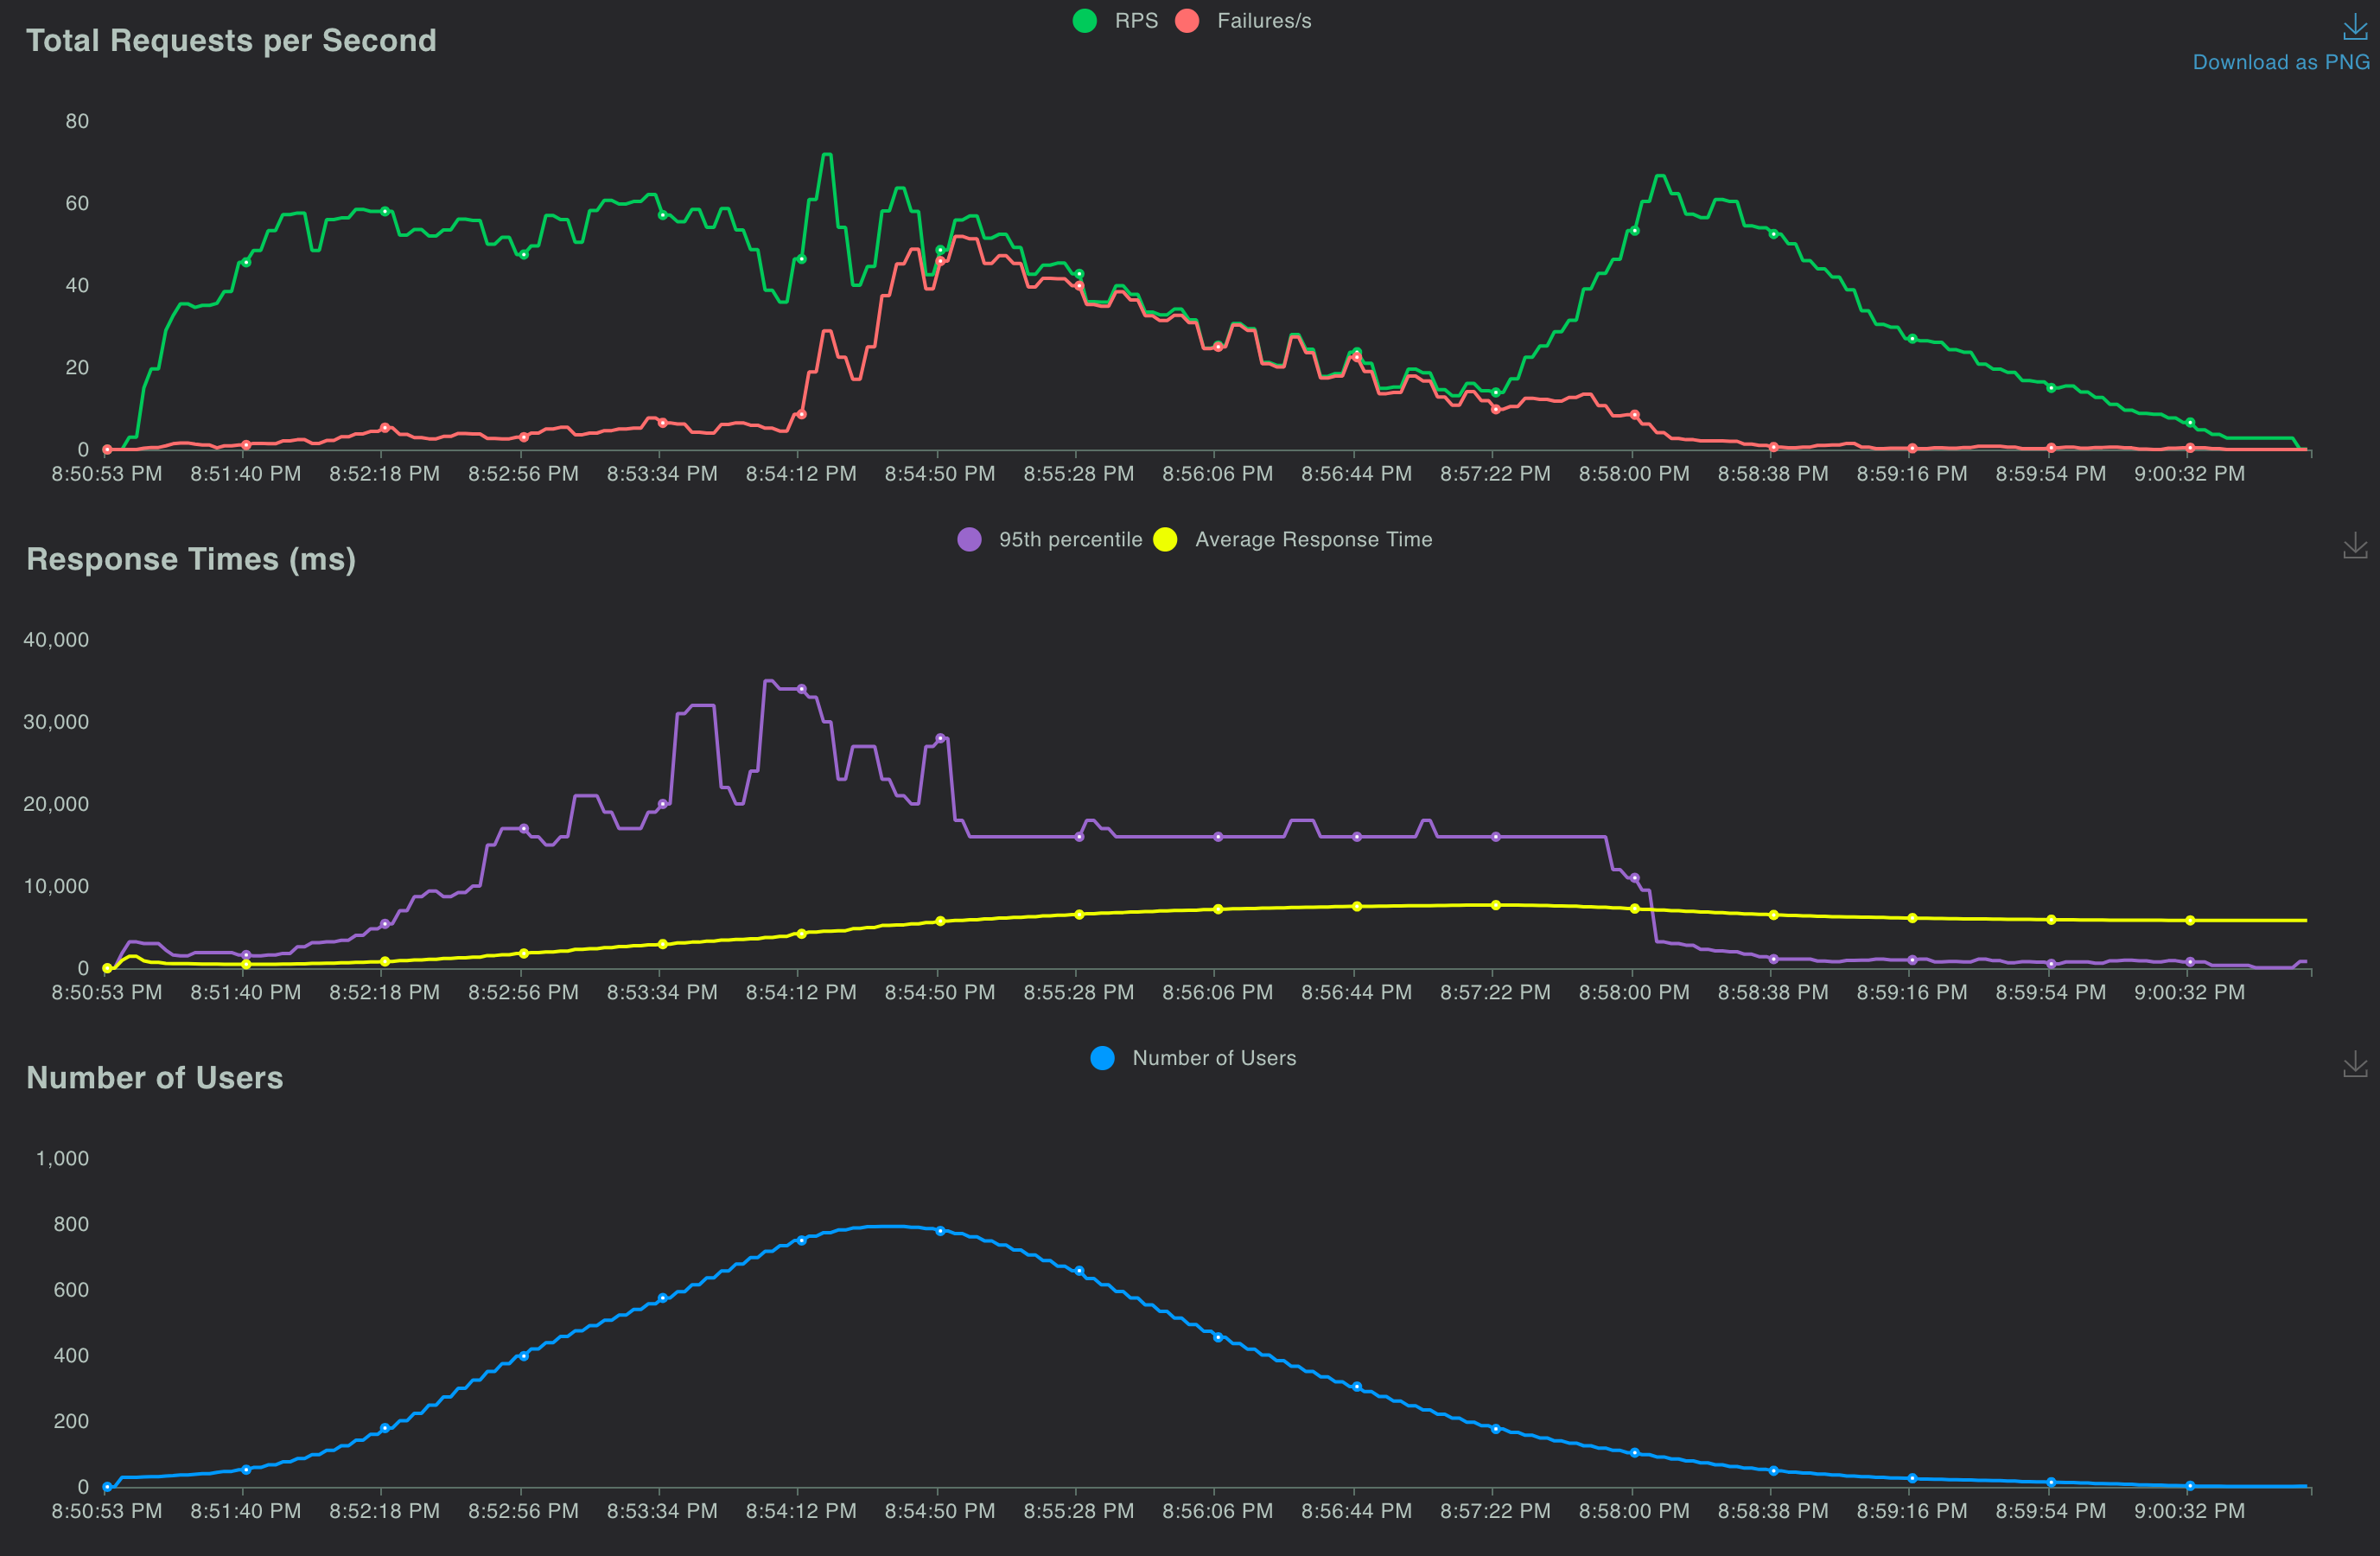 RPS Failures/s
Total Requests per Second
Download as PNG
80
60
40
20
0
8:50:53 PM 8:51:40 PM 8:52:18 PM 8:52:56 PM 8:53:34 PM 8:54:12 PM 8:54:50 PM 8:55:28 PM 8:56:06 PM 8:56:44 PM 8:57:22 PM 8:58:00 PM 8:58:38 PM 8:59:16 PM 8:59:54 PM 9:00:32 PM
95th percentile Average Response Time
Response Times (ms)
40,000
30,000
20,000
10,000
0
8:50:53 PM 8:51:40 PM 8:52:18 PM 8:52:56 PM 8:53:34 PM 8:54:12 PM 8:54:50 PM 8:55:28 PM 8:56:06 PM 8:56:44 PM 8:57:22 PM 8:58:00 PM 8:58:38 PM 8:59:16 PM 8:59:54 PM 9:00:32 PM
Number of Users
Number of Users
1,000
800
600
400
200
0
8:50:53 PM 8:51:40 PM 8:52:18 PM 8:52:56 PM 8:53:34 PM 8:54:12 PM 8:54:50 PM 8:55:28 PM 8:56:06 PM 8:56:44 PM 8:57:22 PM 8:58:00 PM 8:58:38 PM 8:59:16 PM 8:59:54 PM 9:00:32 PM